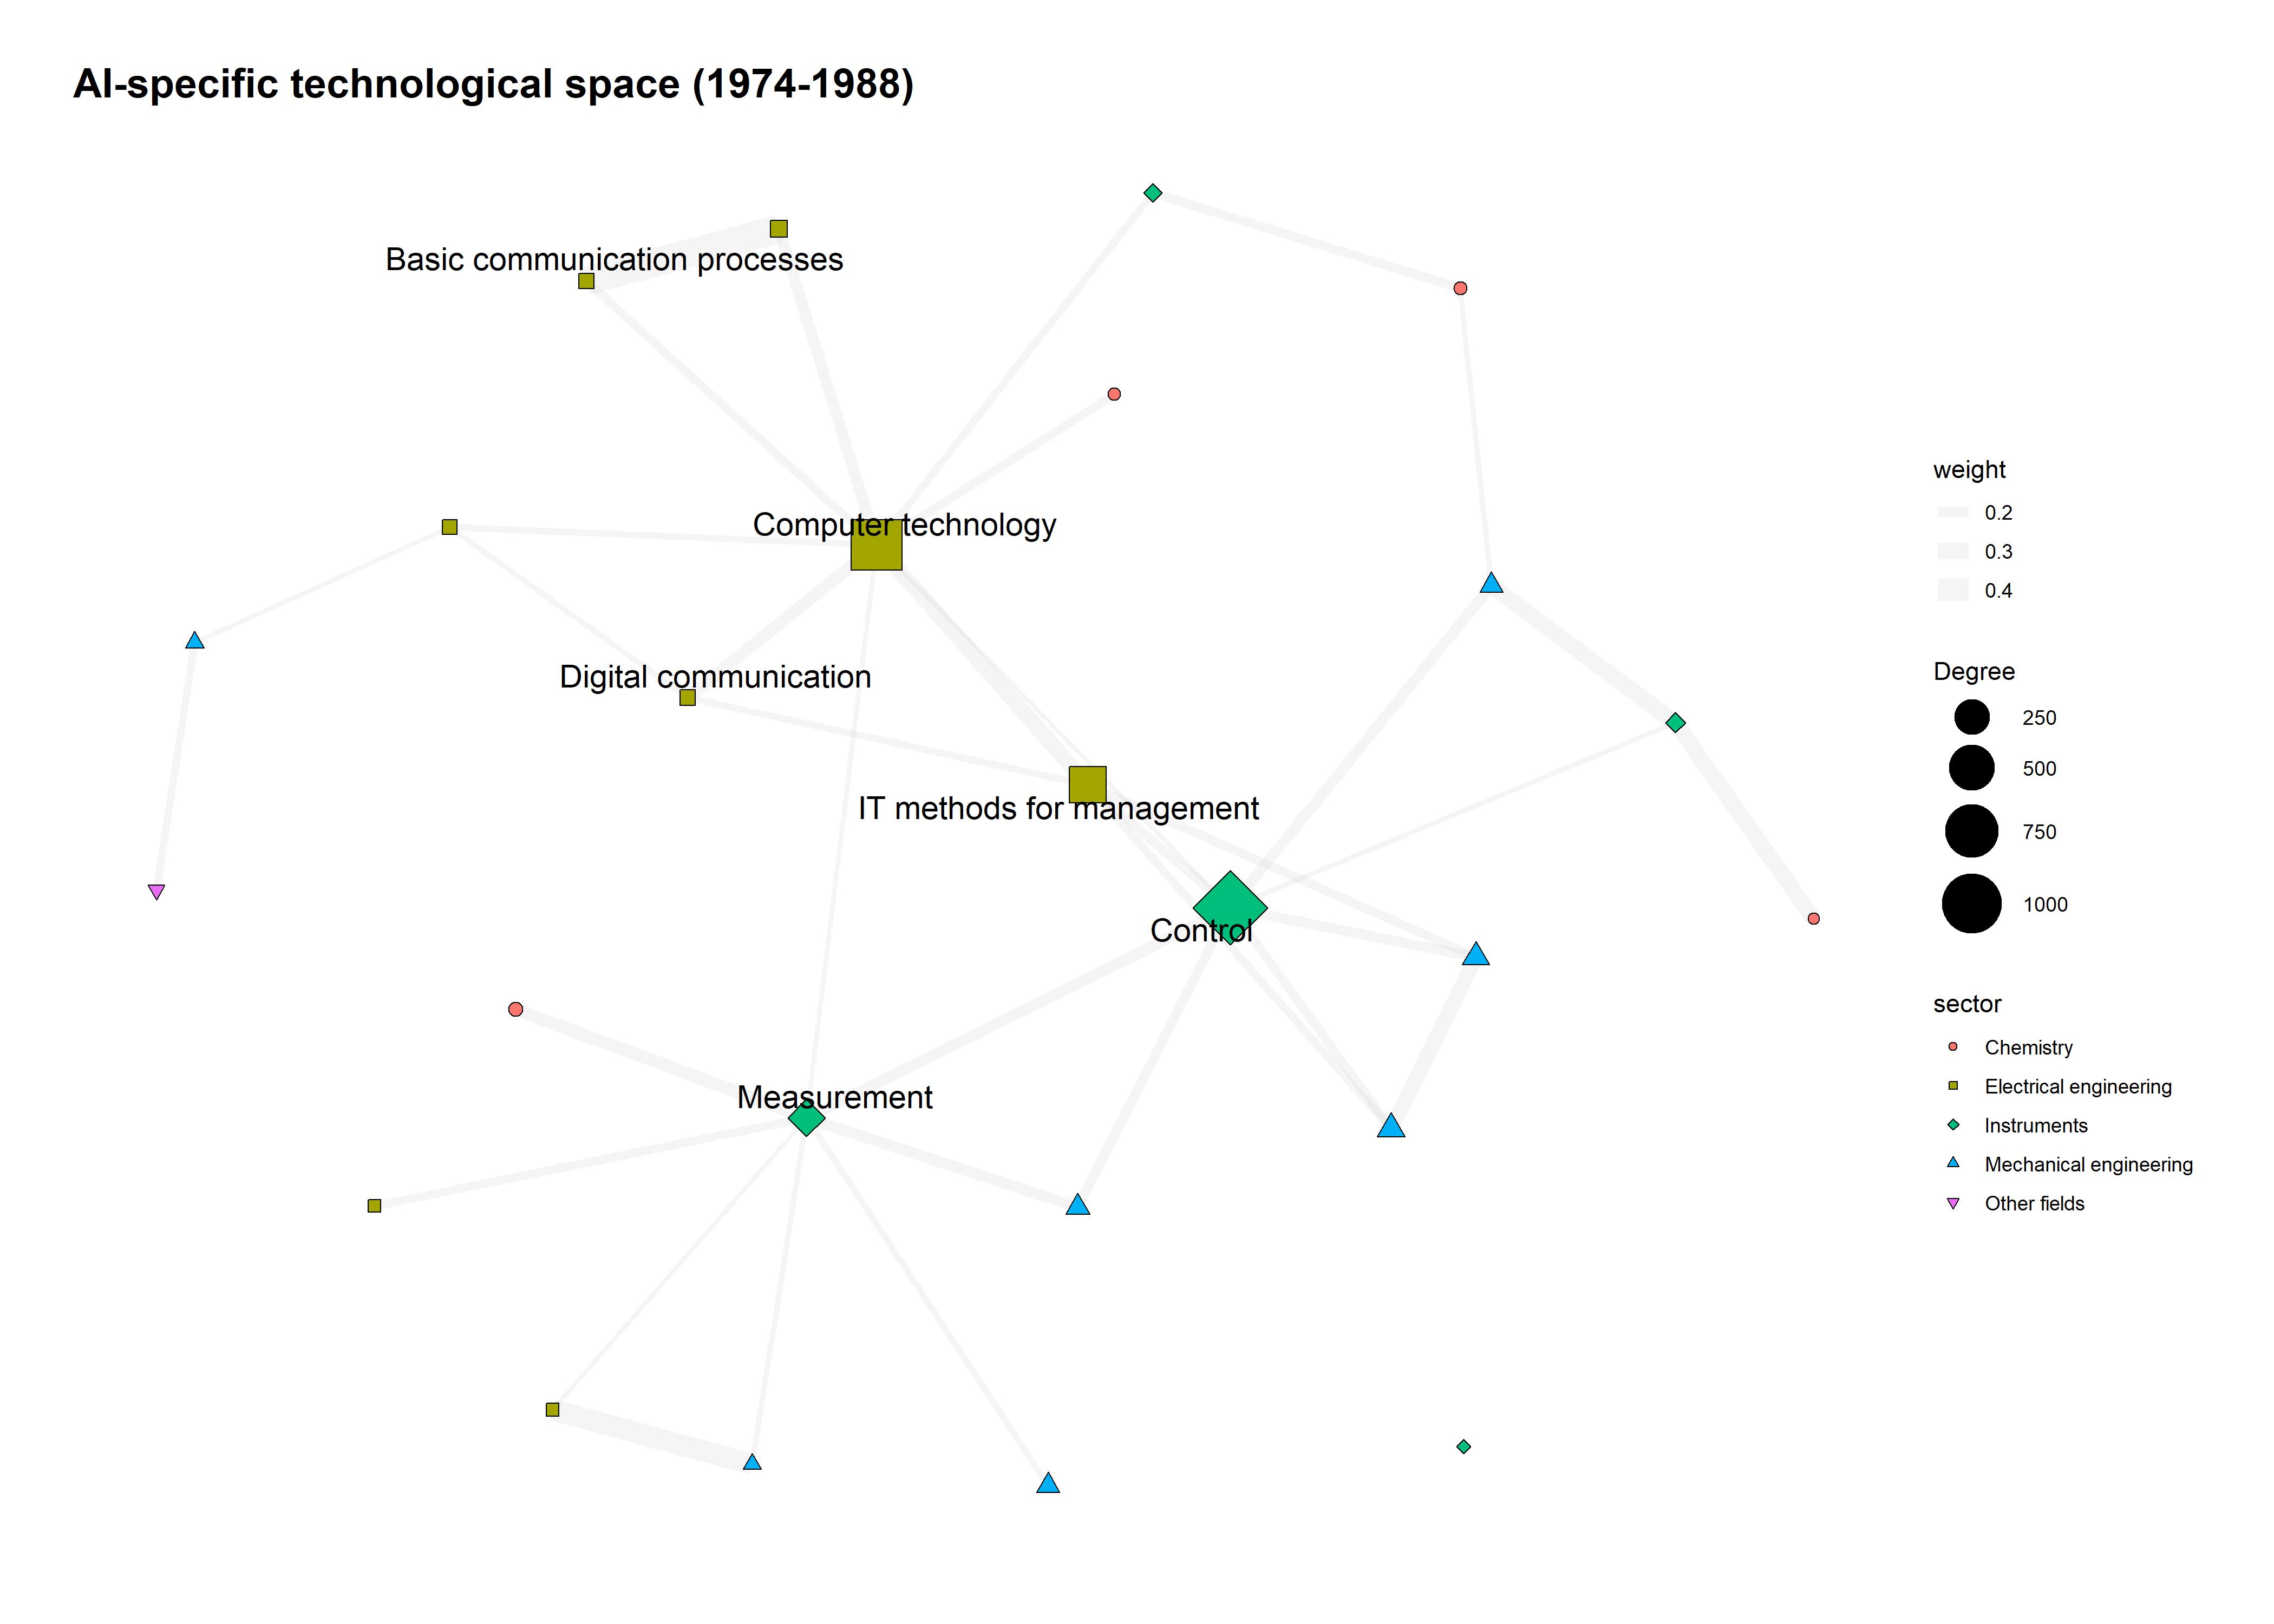 AI-specific technological space (1974-1988)
Basic communication processes
Computer technology
Digital communication
IT methods for management
Control
Measurement
weight
0.2
0.3
0.4
Degree
250
500
750
1000
sector
Chemistry
Electrical engineering
Instruments
Mechanical engineering
Other fields